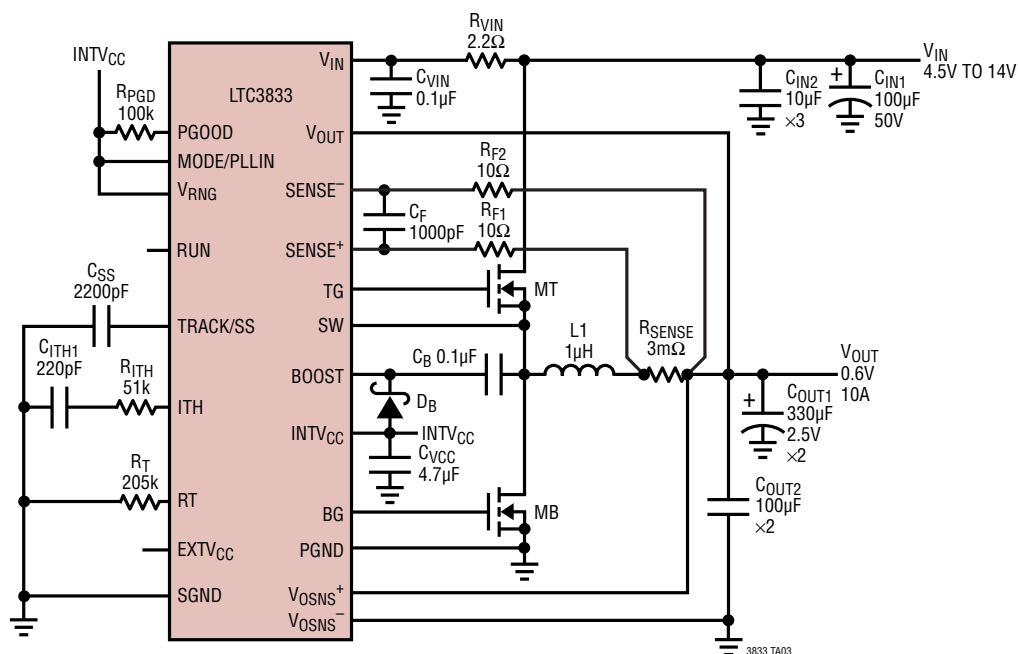 INTVCC
RPGD
100k
CSS
2200pF
CITH1
220pF
RITH
51k
RT
205k
LTC3833
PGOOD
MODE/PLLIN
VRNG
RUN
TRACK/SS
ITH
RT
EXTVCC
SGND
VIN
VOUT
SENSE–
SENSE+
TG
SW
BOOST
INTVCC
BG
PGND
VOSNS+
VOSNS–
RVIN
2.2Ω
CVIN
0.1µF
RF2
10Ω
CF
1000pF
RF1
10Ω
MT
CB 0.1µF
DB
INTVCC
CVCC
4.7µF
MB
L1
1µH
RSENSE
3mΩ
CIN2
10µF
×3
+
CIN1
100µF
50V
VIN
4.5V TO 14V
VOUT
0.6V
10A
+
COUT1
330µF
2.5V
×2
COUT2
100µF
×2
3833 TA03